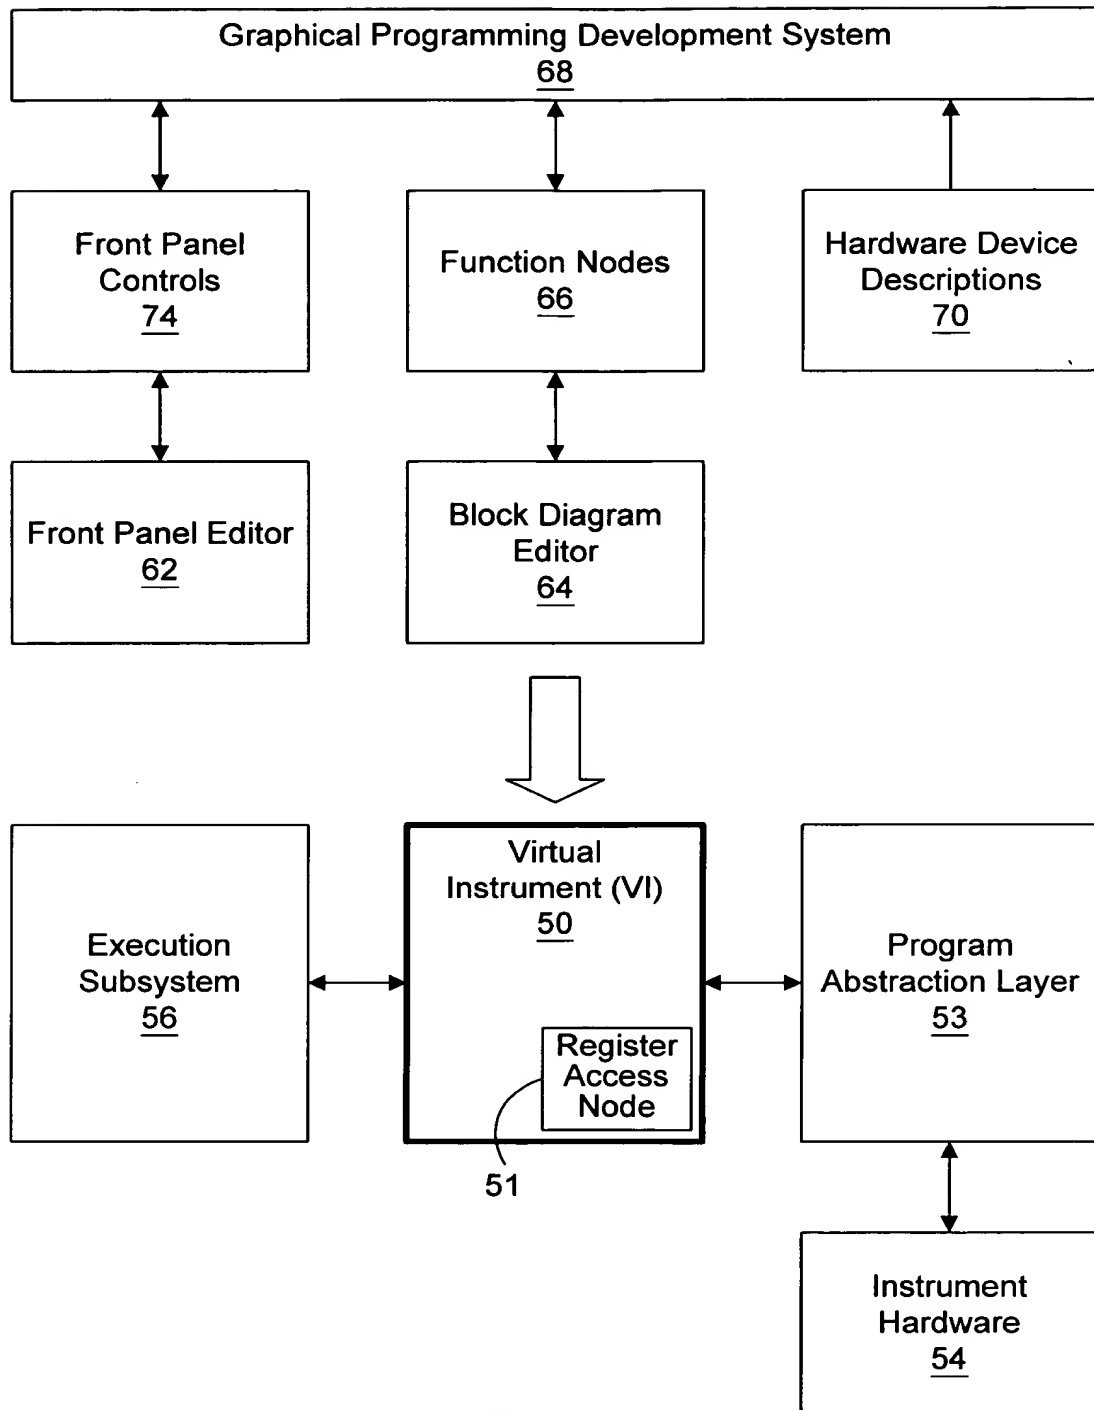 Graphical Programming Development System
68
Front Panel
Controls
74
Function Nodes
66
Hardware Device
Descriptions
70
Front Panel Editor
62
Block Diagram
Editor
64
Execution
Subsystem
56
Virtual
Instrument (VI)
50
Register
Access
Node
51
Program
Abstraction Layer
53
Instrument
Hardware
54